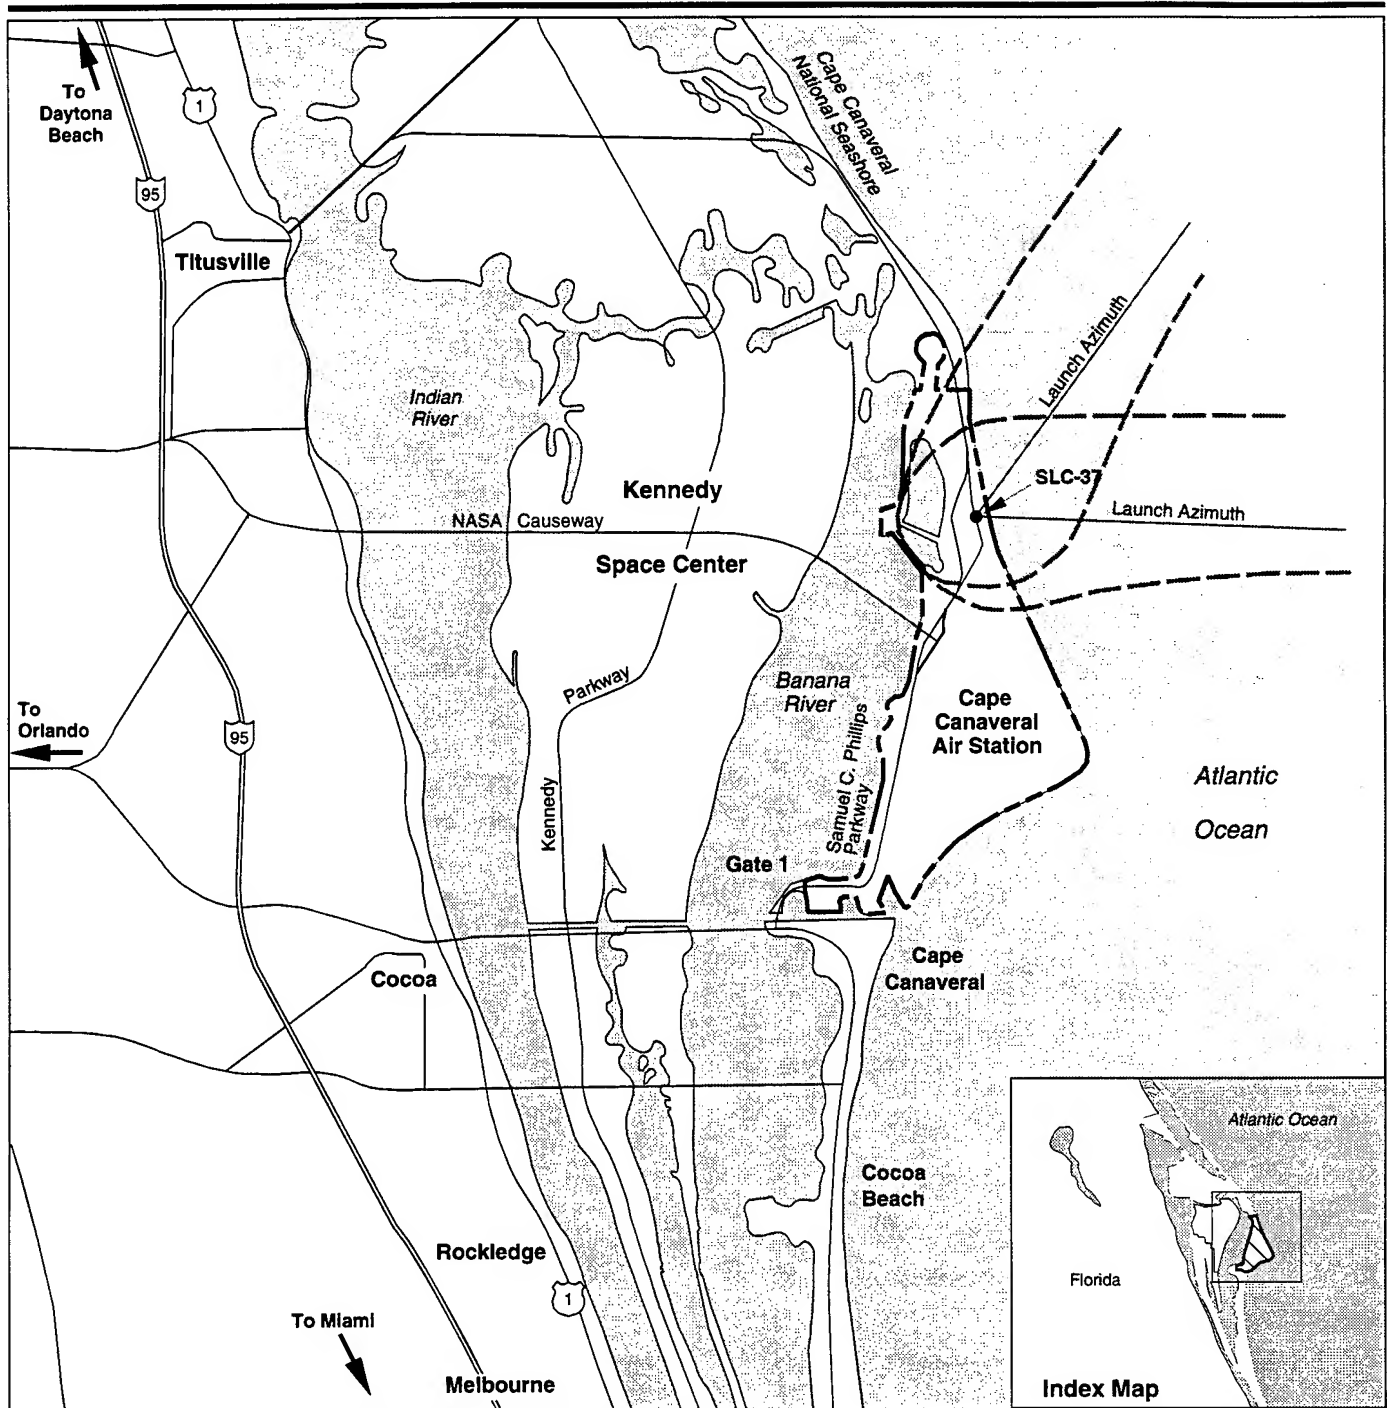 To
Daytona
Beach
1
Cape Canaveral
National Seashore
95
Titusville
Indian
River
Launch Azimuth
Kennedy
SLC-37
NASA Causeway
Launch Azimuth
Space Center
Parkway
Banana
River
Cape
Canaveral
Air Station
To
Orlando
95
Samuel C. Phillips
Parkway
Atlantic
Ocean
Kennedy
Gate 1
Cape
Canaveral
Cocoa
Atlantic Ocean
Cocoa
Beach
Rockledge
1
Florida
To Miami
Melbourne
Index Map